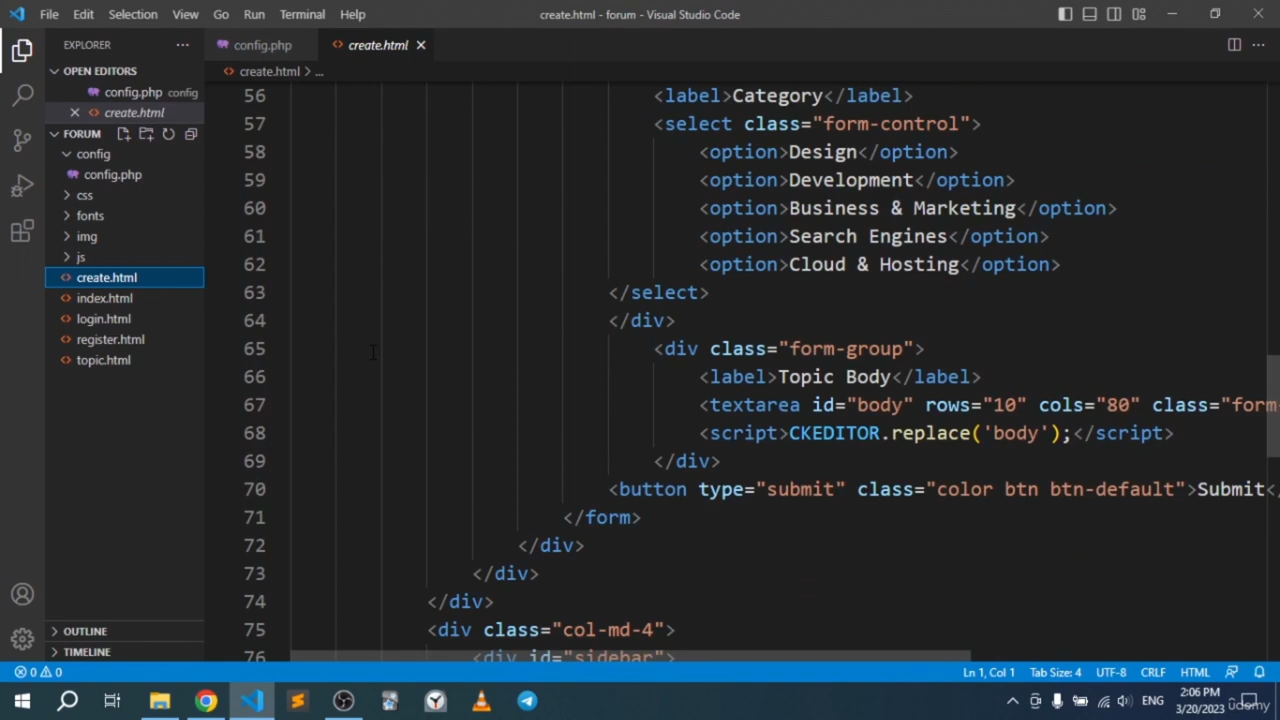 File Edit Selection View Go Run Terminal Help create.html - forum - Visual Studio Code
EXPLORER
config.php
create.html
create.html > ...
OPEN EDITORS
config.php config
create.html
FORUM
config
config.php
css
fonts
img
js
create.html
index.html
login.html
register.html
topic.html
OUTLINE
TIMELINE
56 <label>Category</label>
57 <select class="form-control">
58 <option>Design</option>
59 <option>Development</option>
60 <option>Business & Marketing</option>
61 <option>Search Engines</option>
62 <option>Cloud & Hosting</option>
63 </select>
64 </div>
65 <div class="form-group">
66 <label>Topic Body</label>
67 <textarea id="body" rows="10" cols="80" class="form
68 <script>CKEDITOR.replace('body');</script>
69 </div>
70 <button type="submit" class="color btn btn-default">Submit<
71 </form>
72 </div>
73 </div>
74 </div>
75 <div class="col-md-4">
76 <div id="sidebar">
0 0 Ln 1, Col 1 Tab Size: 4 UTF-8 CRLF HTML
ENG 2:06 PM
3/20/2023
udemy